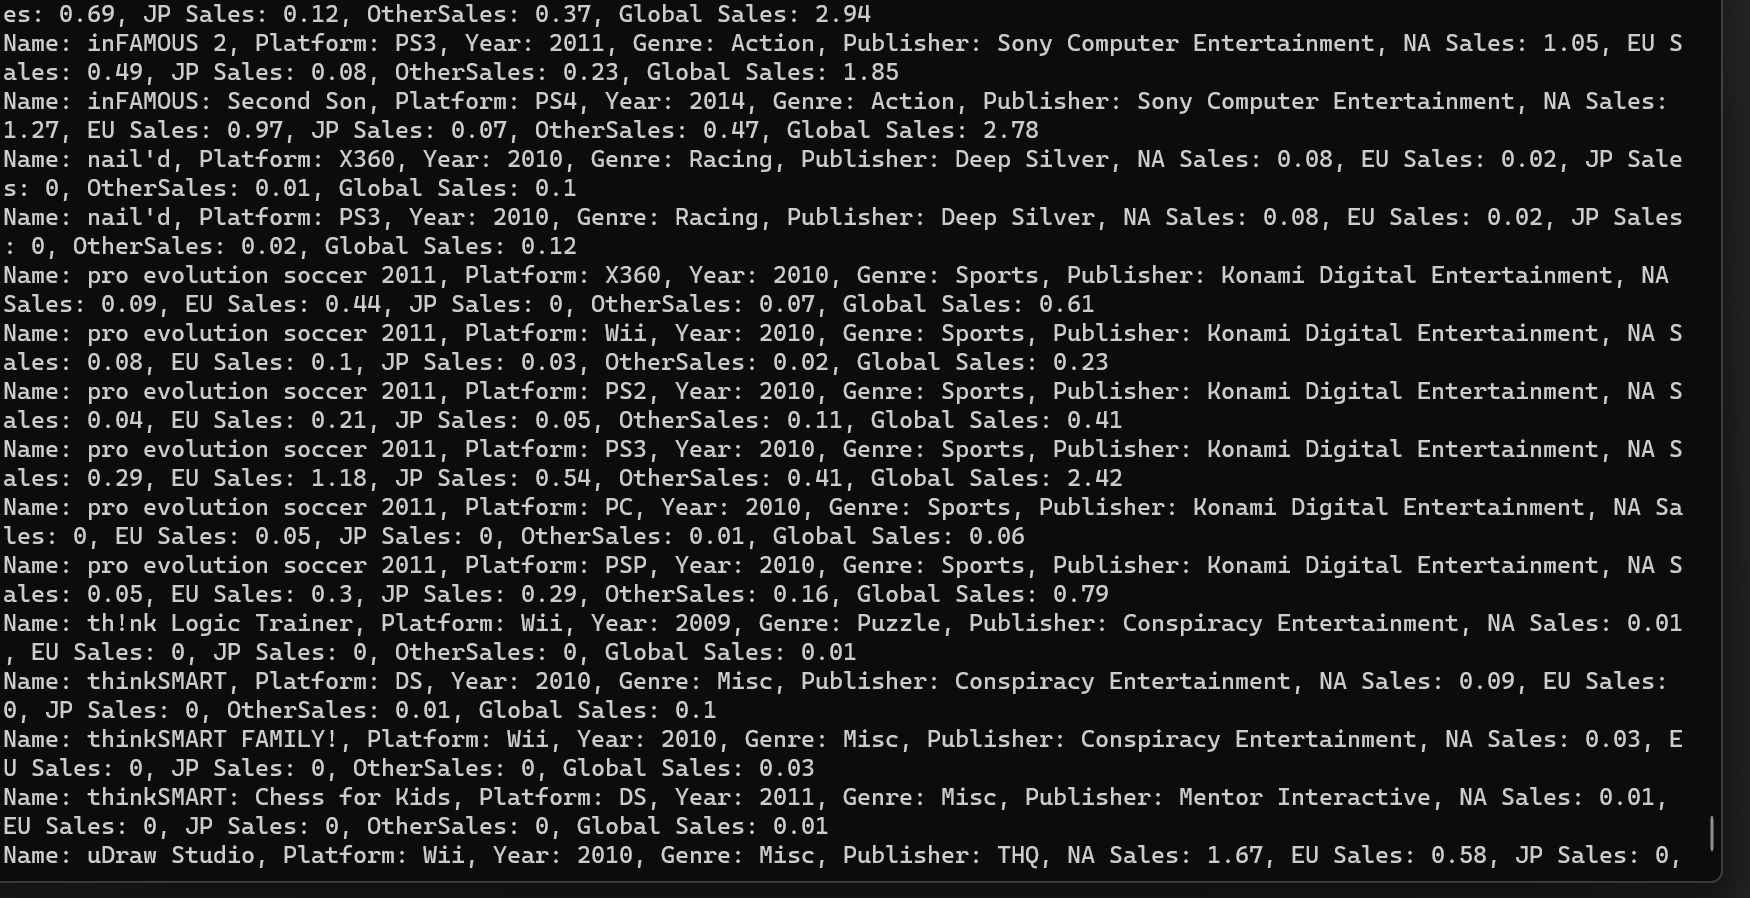 es: 0.69, JP Sales: 0.12, OtherSales: 0.37, Global Sales: 2.94
Name: inFAMOUS 2, Platform: PS3, Year: 2011, Genre: Action, Publisher: Sony Computer Entertainment, NA Sales: 1.05, EU S
ales: 0.49, JP Sales: 0.08, OtherSales: 0.23, Global Sales: 1.85
Name: inFAMOUS: Second Son, Platform: PS4, Year: 2014, Genre: Action, Publisher: Sony Computer Entertainment, NA Sales:
1.27, EU Sales: 0.97, JP Sales: 0.07, OtherSales: 0.47, Global Sales: 2.78
Name: nail'd, Platform: X360, Year: 2010, Genre: Racing, Publisher: Deep Silver, NA Sales: 0.08, EU Sales: 0.02, JP Sale
s: 0, OtherSales: 0.01, Global Sales: 0.1
Name: nail'd, Platform: PS3, Year: 2010, Genre: Racing, Publisher: Deep Silver, NA Sales: 0.08, EU Sales: 0.02, JP Sales
: 0, OtherSales: 0.02, Global Sales: 0.12
Name: pro evolution soccer 2011, Platform: X360, Year: 2010, Genre: Sports, Publisher: Konami Digital Entertainment, NA
Sales: 0.09, EU Sales: 0.44, JP Sales: 0, OtherSales: 0.07, Global Sales: 0.61
Name: pro evolution soccer 2011, Platform: Wii, Year: 2010, Genre: Sports, Publisher: Konami Digital Entertainment, NA S
ales: 0.08, EU Sales: 0.1, JP Sales: 0.03, OtherSales: 0.02, Global Sales: 0.23
Name: pro evolution soccer 2011, Platform: PS2, Year: 2010, Genre: Sports, Publisher: Konami Digital Entertainment, NA S
ales: 0.04, EU Sales: 0.21, JP Sales: 0.05, OtherSales: 0.11, Global Sales: 0.41
Name: pro evolution soccer 2011, Platform: PS3, Year: 2010, Genre: Sports, Publisher: Konami Digital Entertainment, NA S
ales: 0.29, EU Sales: 1.18, JP Sales: 0.54, OtherSales: 0.41, Global Sales: 2.42
Name: pro evolution soccer 2011, Platform: PC, Year: 2010, Genre: Sports, Publisher: Konami Digital Entertainment, NA Sa
les: 0, EU Sales: 0.05, JP Sales: 0, OtherSales: 0.01, Global Sales: 0.06
Name: pro evolution soccer 2011, Platform: PSP, Year: 2010, Genre: Sports, Publisher: Konami Digital Entertainment, NA S
ales: 0.05, EU Sales: 0.3, JP Sales: 0.29, OtherSales: 0.16, Global Sales: 0.79
Name: th!nk Logic Trainer, Platform: Wii, Year: 2009, Genre: Puzzle, Publisher: Conspiracy Entertainment, NA Sales: 0.01
, EU Sales: 0, JP Sales: 0, OtherSales: 0, Global Sales: 0.01
Name: thinkSMART, Platform: DS, Year: 2010, Genre: Misc, Publisher: Conspiracy Entertainment, NA Sales: 0.09, EU Sales:
0, JP Sales: 0, OtherSales: 0.01, Global Sales: 0.1
Name: thinkSMART FAMILY!, Platform: Wii, Year: 2010, Genre: Misc, Publisher: Conspiracy Entertainment, NA Sales: 0.03, E
U Sales: 0, JP Sales: 0, OtherSales: 0, Global Sales: 0.03
Name: thinkSMART: Chess for Kids, Platform: DS, Year: 2011, Genre: Misc, Publisher: Mentor Interactive, NA Sales: 0.01,
EU Sales: 0, JP Sales: 0, OtherSales: 0, Global Sales: 0.01
Name: uDraw Studio, Platform: Wii, Year: 2010, Genre: Misc, Publisher: THQ, NA Sales: 1.67, EU Sales: 0.58, JP Sales: 0,